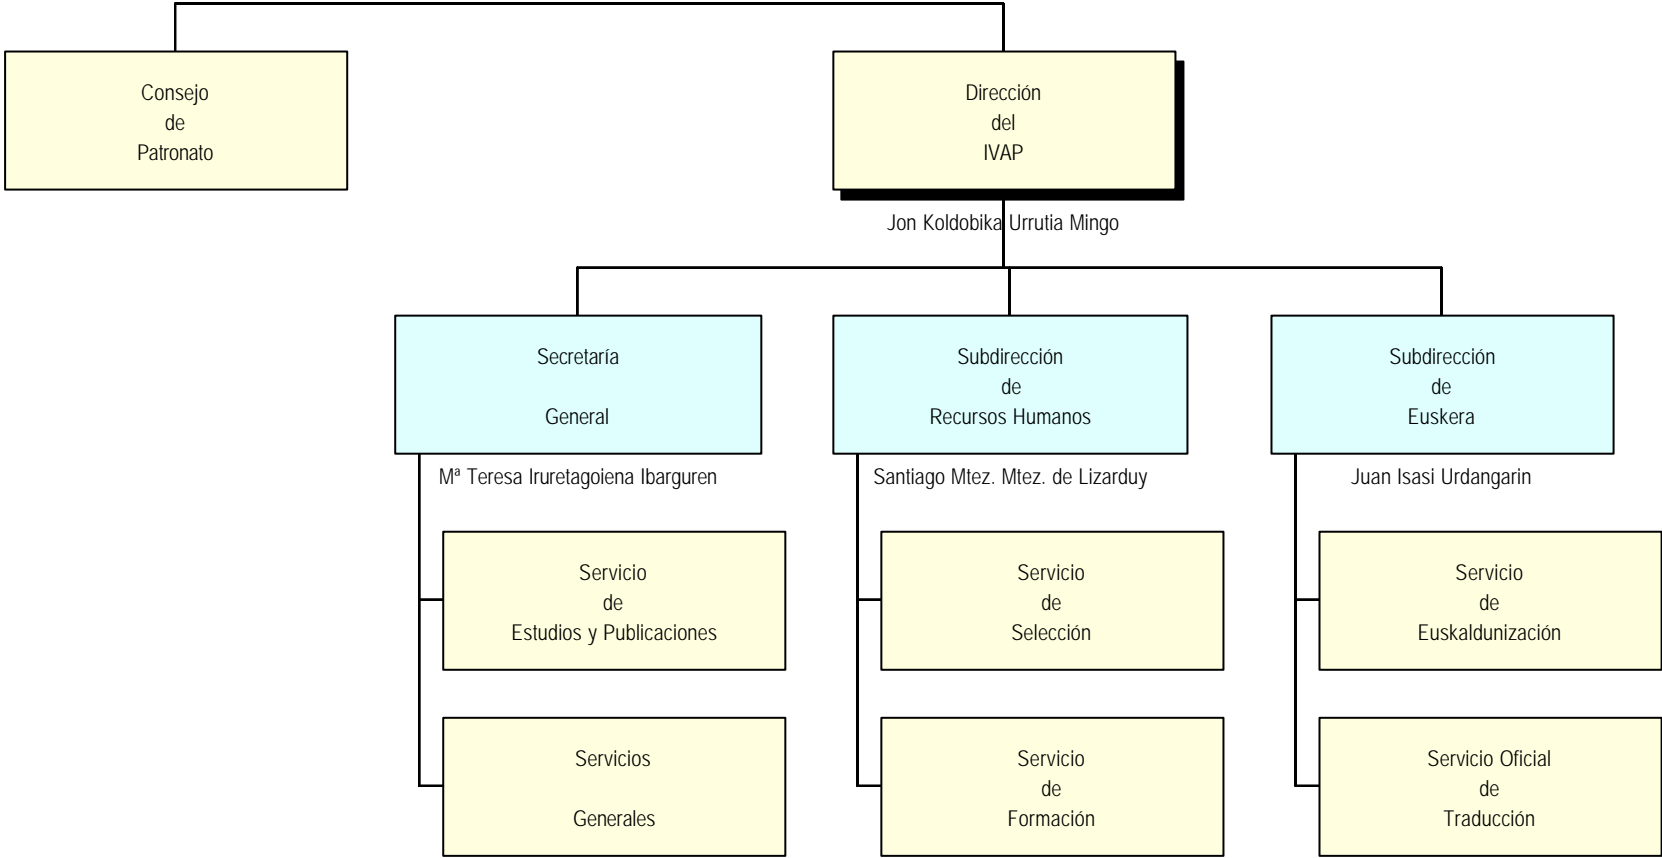 Consejo
de
Patronato
Dirección
del
IVAP
Jon Koldobika Urrutia Mingo
Secretaría
General
Mª Teresa Iruretagoiena Ibarguren
Subdirección
de
Recursos Humanos
Santiago Mtez. Mtez. de Lizarduy
Subdirección
de
Euskera
Juan Isasi Urdangarin
Servicio
de
Estudios y Publicaciones
Servicio
de
Selección
Servicio
de
Euskaldunización
Servicios
Generales
Servicio
de
Formación
Servicio Oficial
de
Traducción